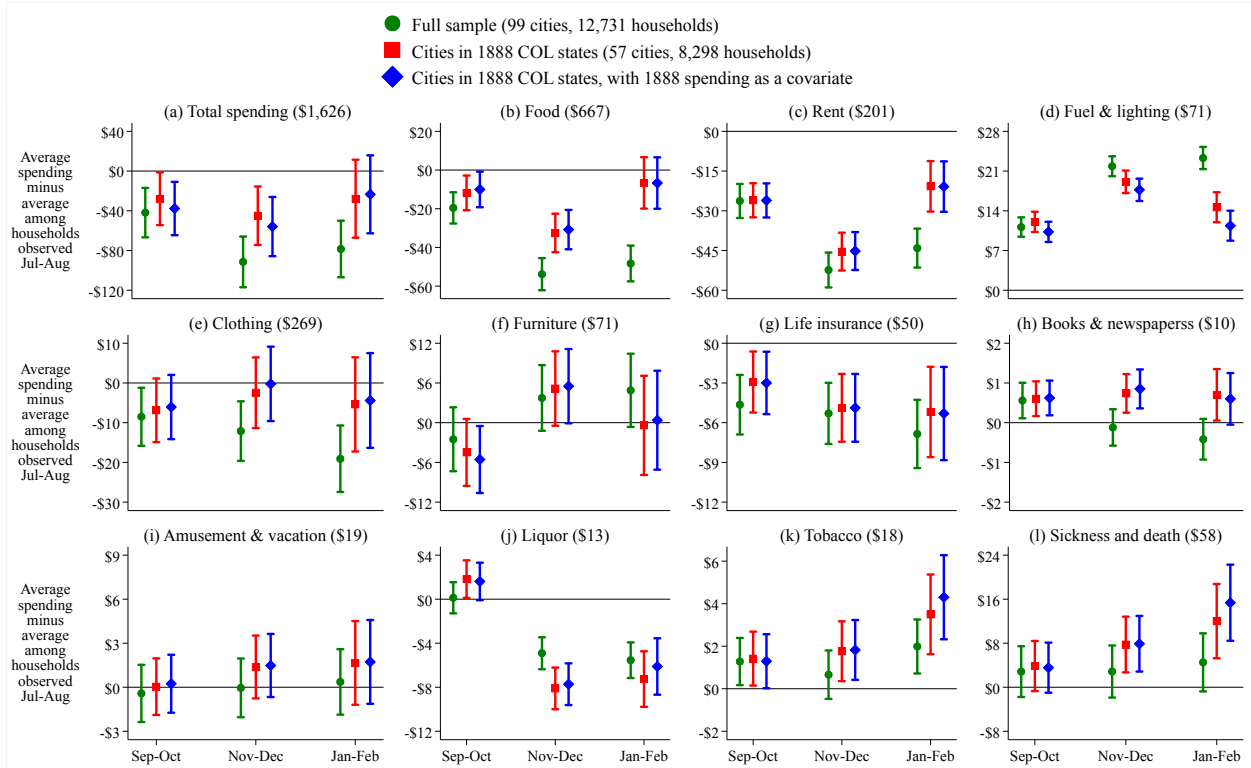 Full sample (99 cities, 12,731 households)
Cities in 1888 COL states (57 cities, 8,298 households)
Cities in 1888 COL states, with 1888 spending as a covariate
(a) Total spending ($1,626)
(b) Food ($667)
(c) Rent ($201)
(d) Fuel & lighting ($71)
Average
spending
minus
average
among
households
observed
Jul-Aug
$40
$0
-$40
-$80
-$120
$20
$0
-$20
-$40
-$60
$0
-$15
-$30
-$45
-$60
$28
$21
$14
$7
$0
(e) Clothing ($269)
(f) Furniture ($71)
(g) Life insurance ($50)
(h) Books & newspaperss ($10)
Average
spending
minus
average
among
households
observed
Jul-Aug
$10
$0
-$10
-$20
-$30
$12
$6
$0
-$6
-$12
$0
-$3
-$6
-$9
-$12
$2
$1
$0
-$1
-$2
(i) Amusement & vacation ($19)
(j) Liquor ($13)
(k) Tobacco ($18)
(l) Sickness and death ($58)
Average
spending
minus
average
among
households
observed
Jul-Aug
$9
$6
$3
$0
-$3
$4
$0
-$4
-$8
-$12
$6
$4
$2
$0
-$2
$24
$16
$8
$0
-$8
Sep-Oct Nov-Dec Jan-Feb
Sep-Oct Nov-Dec Jan-Feb
Sep-Oct Nov-Dec Jan-Feb
Sep-Oct Nov-Dec Jan-Feb